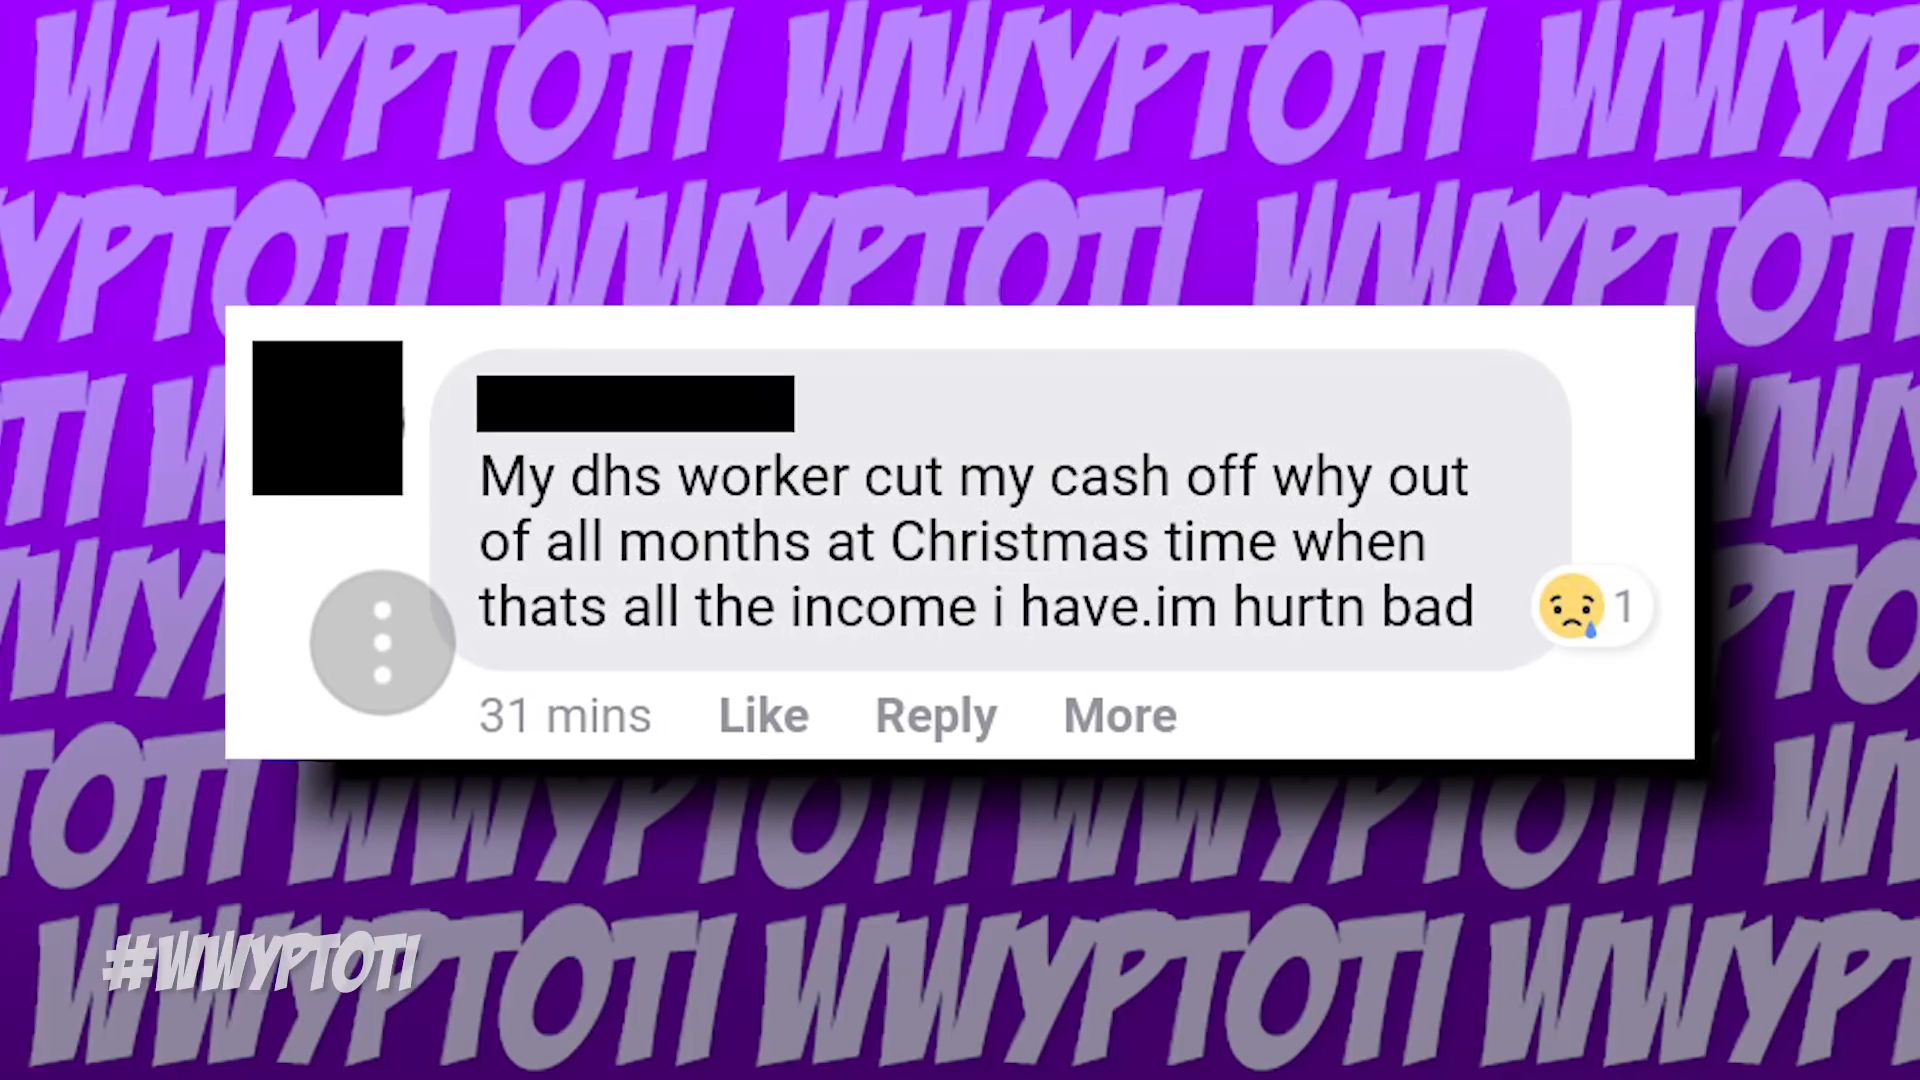 WWYPTOTI WWYPTOTI WWYP
YPTOTI WWYPTOTI WWYPTOTI
My dhs worker cut my cash off why out
of all months at Christmas time when
thats all the income i have.im hurtn bad
1
31 mins Like Reply More
TOTI WWYPTOTI WWYPTOTI
#WWYPTOTI
WWYPTOTI WWYPTOTI WWYPT